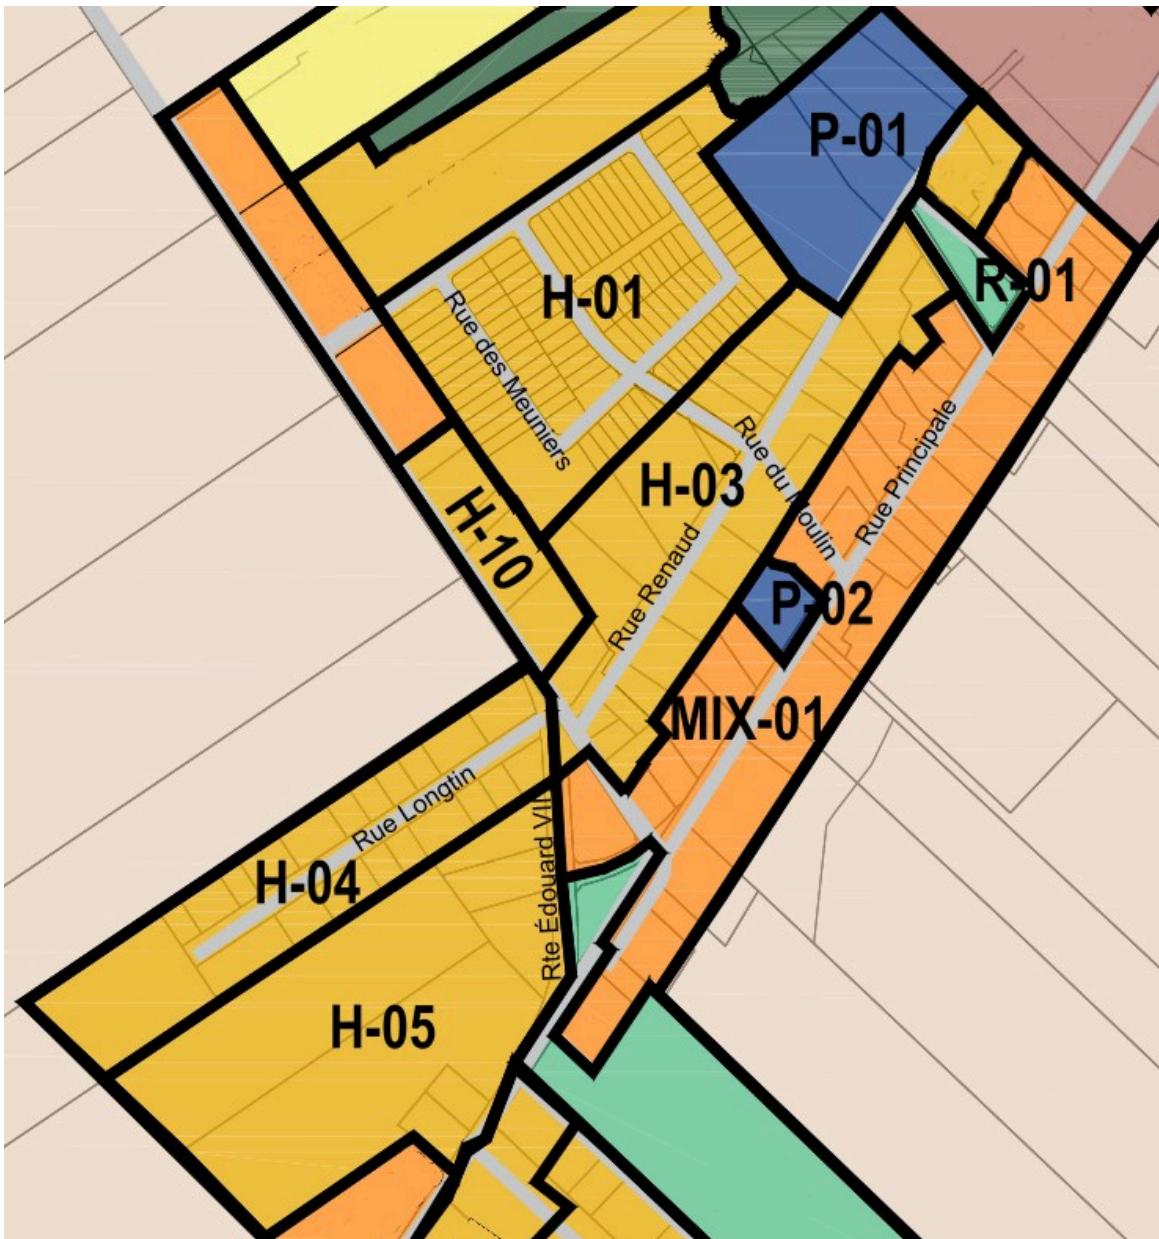 P-01
R-01
H-01
Rue des Meuniers
H-03
Rue du Moulin
Rue Principale
H-10
Rue Renaud
P-02
MIX-01
Rue Longtin
H-04
Rte Édouard VII
H-05